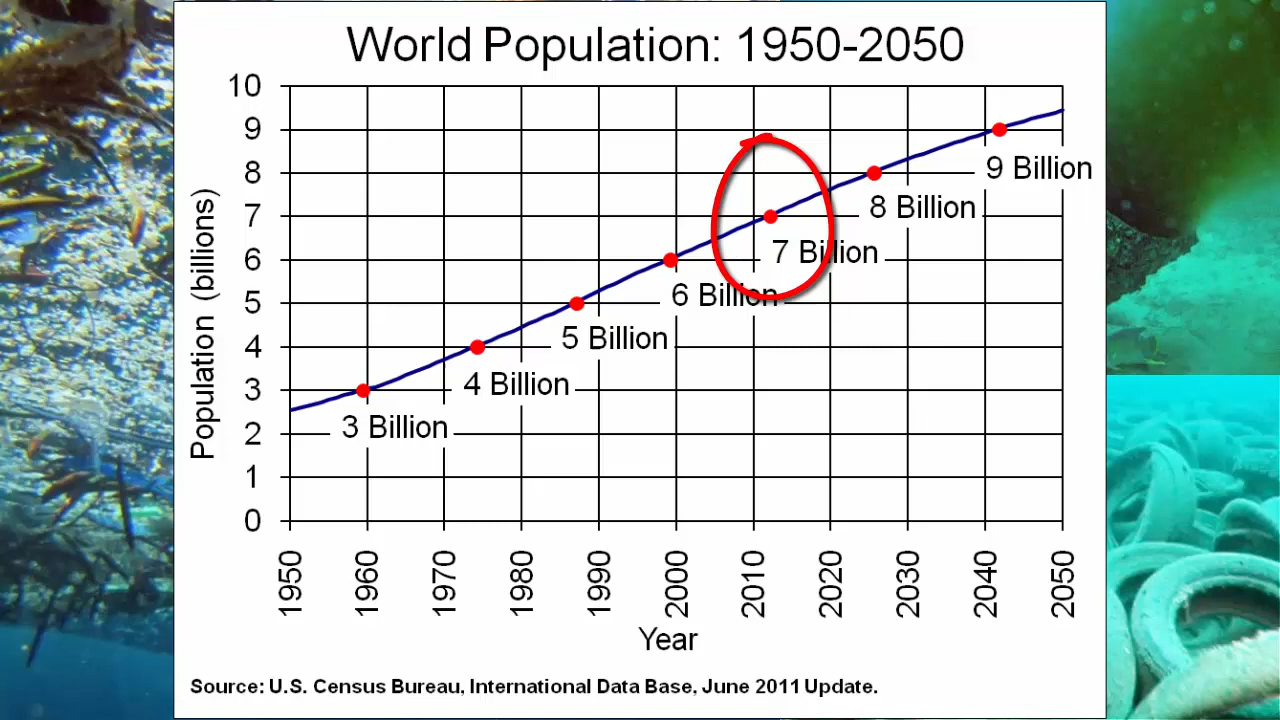 World Population: 1950-2050
10
9
8
7
6
5
4
3
2
1
0
Population (billions)
9 Billion
8 Billion
7 Billion
6 Billion
5 Billion
4 Billion
3 Billion
1950 1960 1970 1980 1990 2000 2010 2020 2030 2040 2050
Year
Source: U.S. Census Bureau, International Data Base, June 2011 Update.